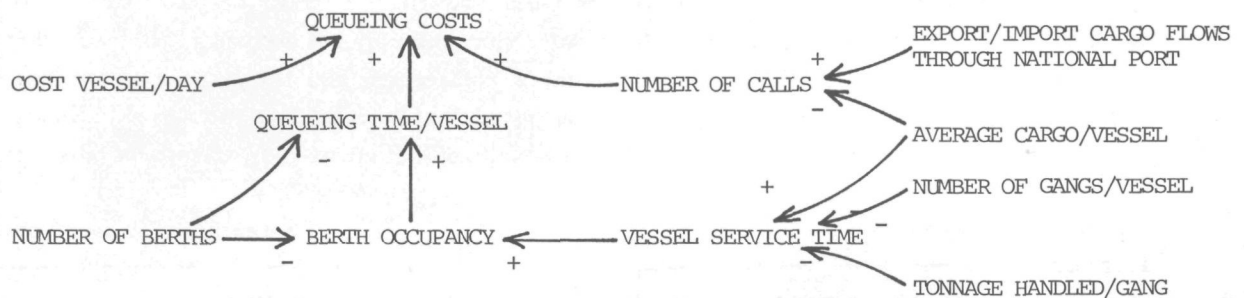 QUEUEING COSTS
EXPORT/IMPORT CARGO FLOWS
THROUGH NATIONAL PORT
+ + + +
COST VESSEL/DAY NUMBER OF CALLS
-
QUEUEING TIME/VESSEL
AVERAGE CARGO/VESSEL
- +
+
NUMBER OF GANGS/VESSEL
- -
NUMBER OF BERTHS BERTH OCCUPANCY VESSEL SERVICE TIME
- + -
TONNAGE HANDLED/GANG